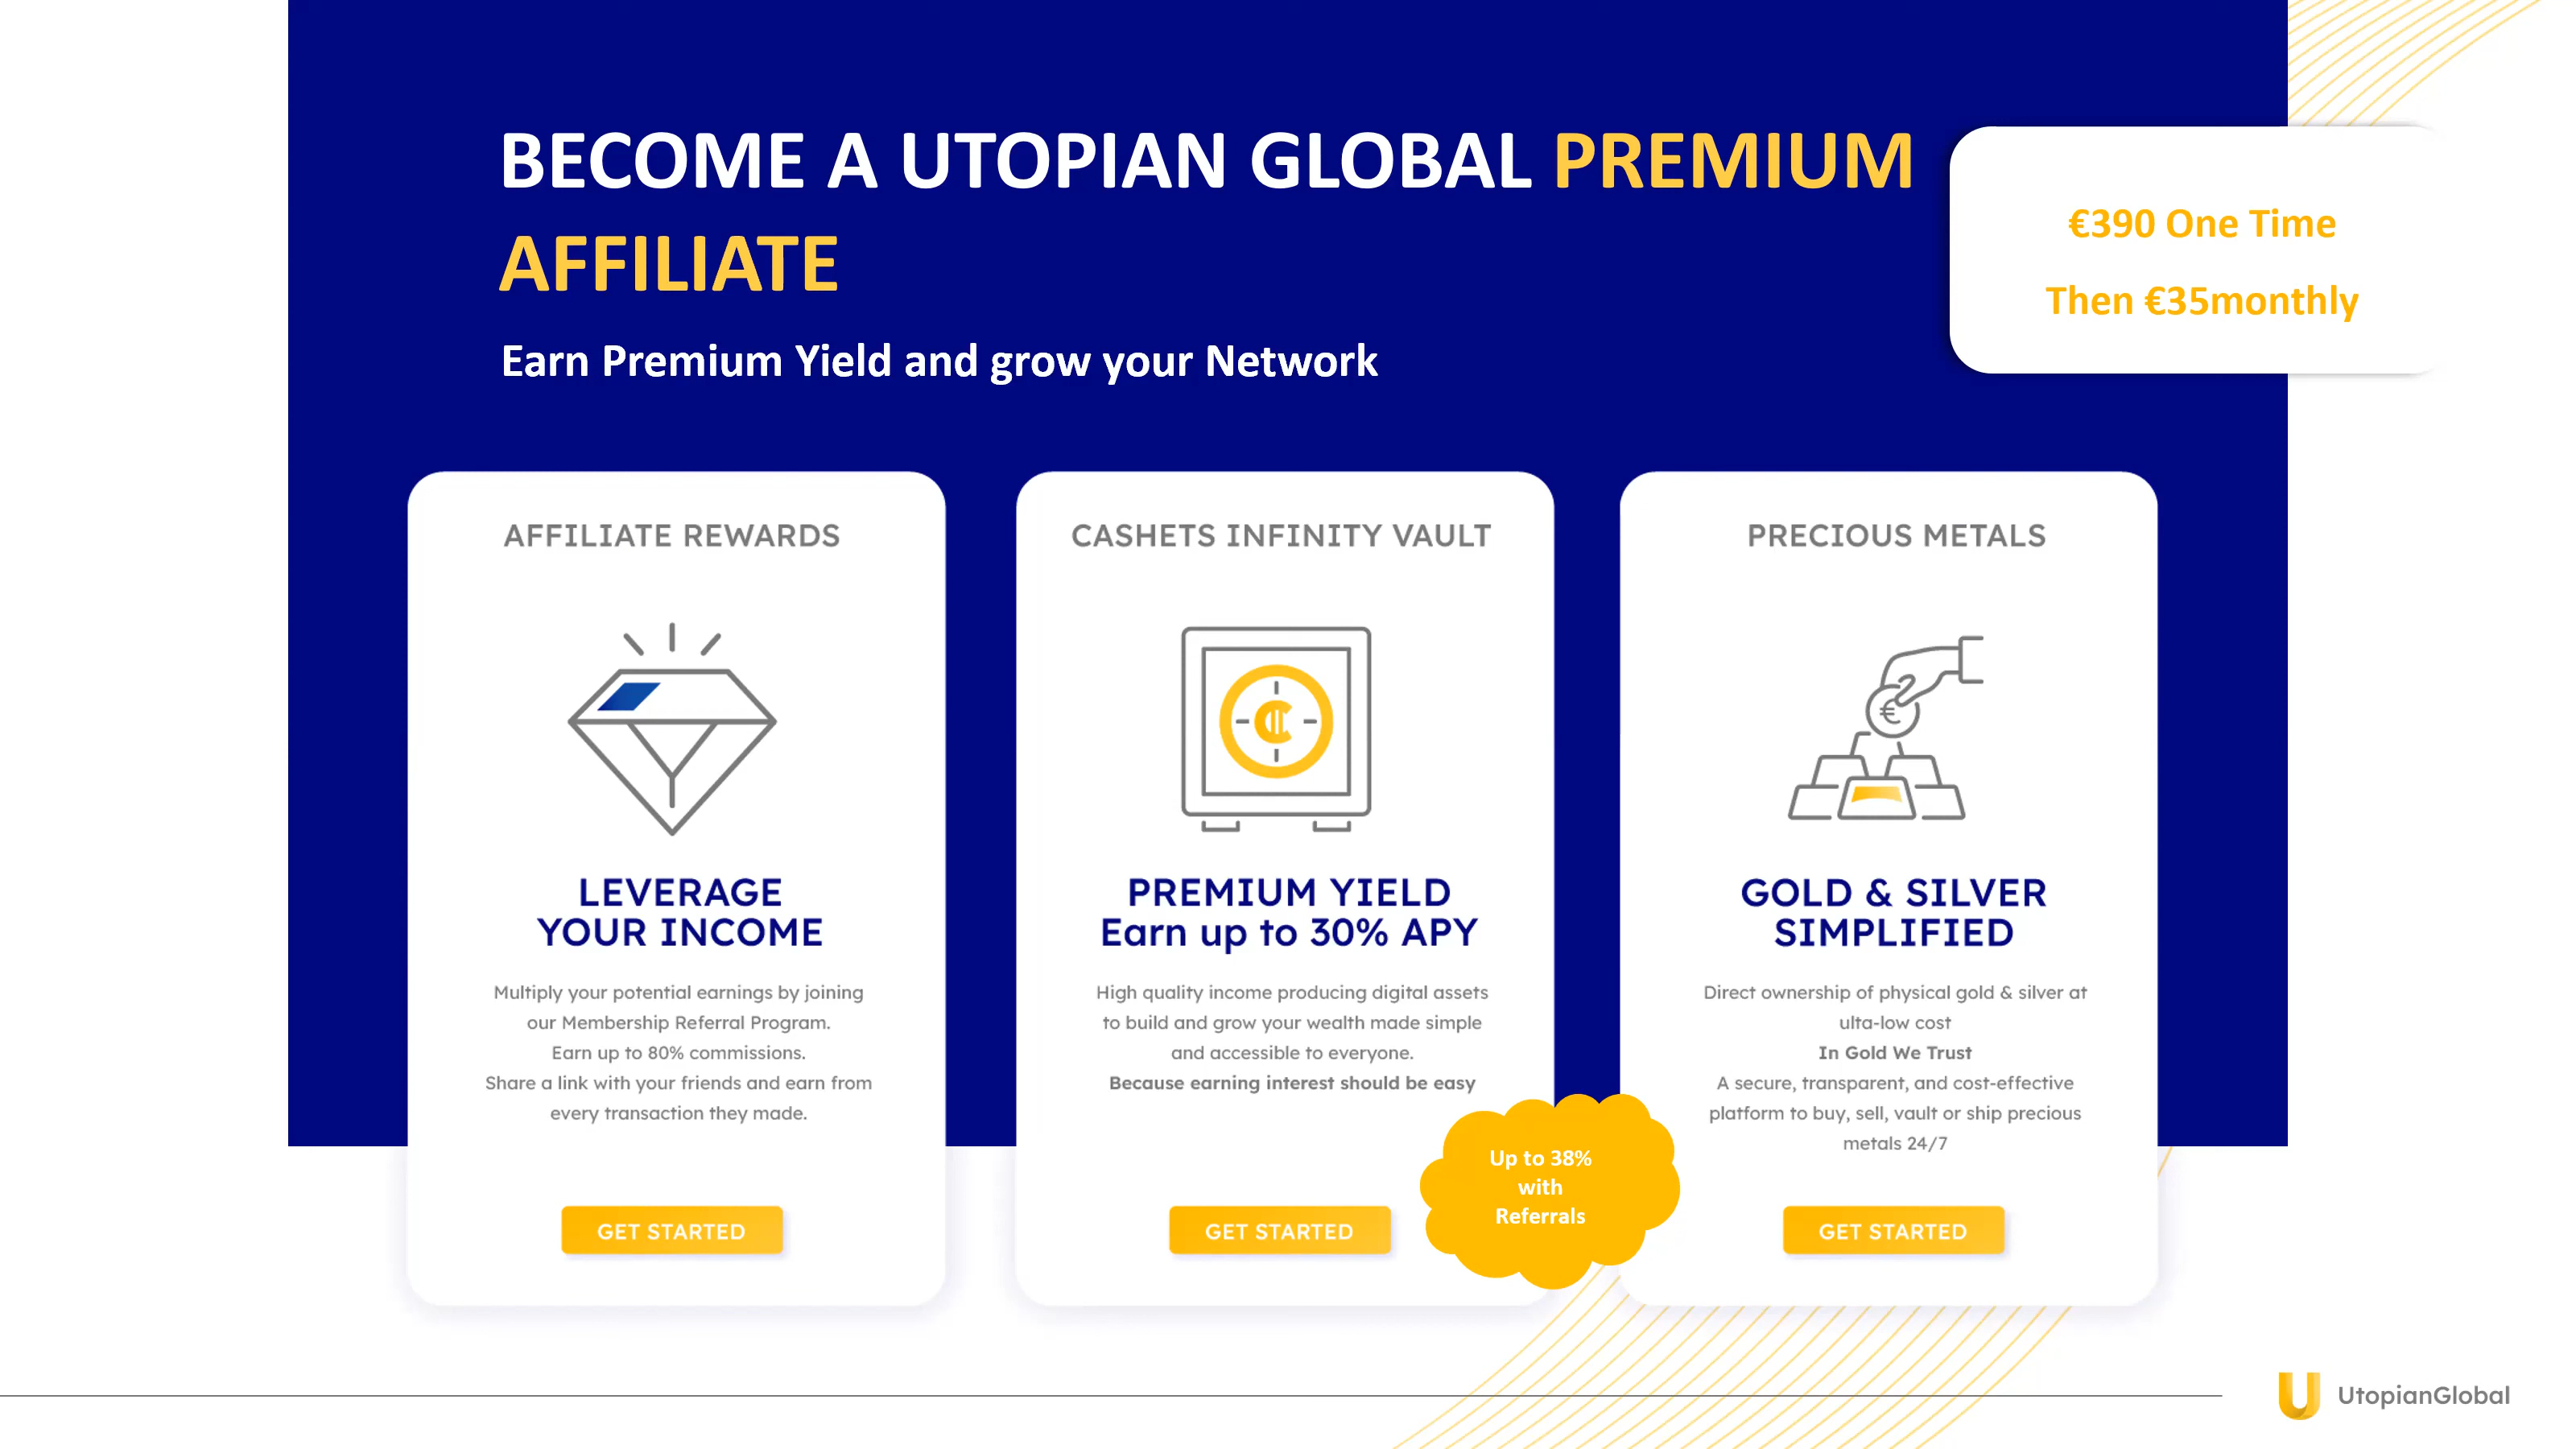 BECOME A UTOPIAN GLOBAL PREMIUM
AFFILIATE
Earn Premium Yield and grow your Network
€390 One Time
Then €35monthly
AFFILIATE REWARDS
LEVERAGE
YOUR INCOME
Multiply your potential earnings by joining
our Membership Referral Program.
Earn up to 80% commissions.
Share a link with your friends and earn from
every transaction they made.
GET STARTED
CASHETS INFINITY VAULT
PREMIUM YIELD
Earn up to 30% APY
High quality income producing digital assets
to build and grow your wealth made simple
and accessible to everyone.
Because earning interest should be easy
GET STARTED
Up to 38%
with
Referrals
PRECIOUS METALS
€
GOLD & SILVER
SIMPLIFIED
Direct ownership of physical gold & silver at
ulta-low cost
In Gold We Trust
A secure, transparent, and cost-effective
platform to buy, sell, vault or ship precious
metals 24/7
GET STARTED
UtopianGlobal